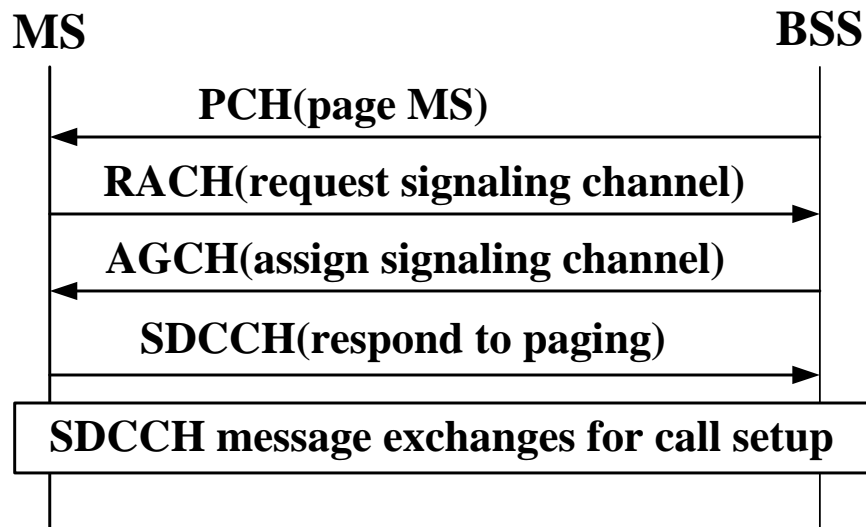 MS
BSS
PCH(page MS)
RACH(request signaling channel)
AGCH(assign signaling channel)
SDCCH(respond to paging)
SDCCH message exchanges for call setup